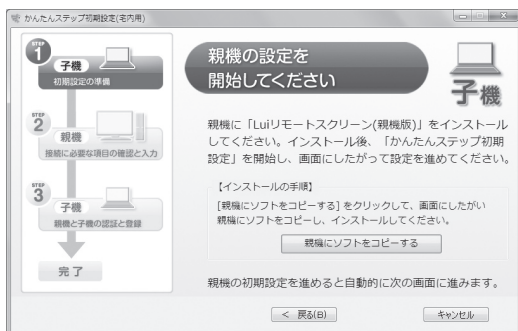 かんたんステップ初期設定(宅内用)
STEP
1
子機
初期設定の準備
STEP
2
親機
接続に必要な項目の確認と入力
STEP
3
子機
親機と子機の認証と登録
完了
親機の設定を
開始してください
子機
親機に「Luiリモートスクリーン(親機版)」をインストール
してください。インストール後、「かんたんステップ初期
設定」を開始し、画面にしたがって設定を進めてください。
【インストールの手順】
[親機にソフトをコピーする] をクリックして、画面にしたがい
親機にソフトをコピーし、インストールしてください。
親機にソフトをコピーする
親機の初期設定を進めると自動的に次の画面に進みます。
< 戻る(B)
キャンセル